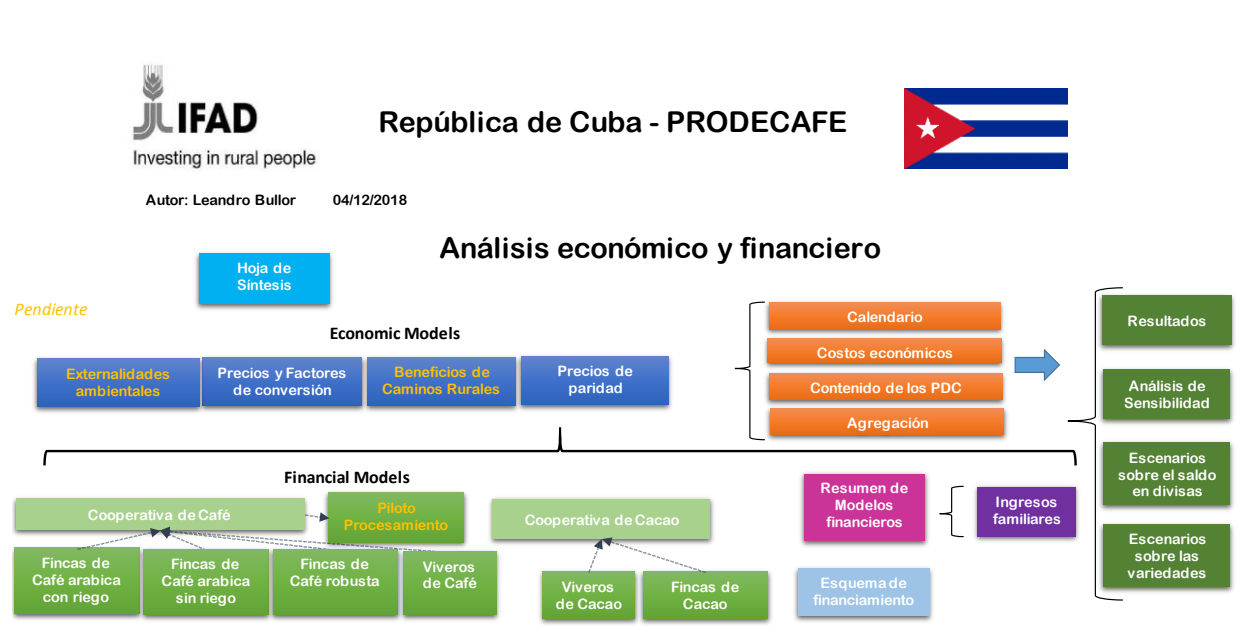 IFAD
Investing in rural people
República de Cuba - PRODECAFE
Autor: Leandro Bullor 04/12/2018
Análisis económico y financiero
Hoja de
Síntesis
Pendiente
Economic Models
Externalidades
ambientales
Precios y Factores
de conversión
Beneficios de
Caminos Rurales
Precios de
paridad
Calendario
Costos económicos
Contenido de los PDC
Agregación
Resultados
Análisis de
Sensibilidad
Escenarios
sobre el saldo
en divisas
Escenarios
sobre las
variedades
Financial Models
Cooperativa de Café
Piloto
Procesamiento
Cooperativa de Cacao
Resumen de
Modelos
financieros
Ingresos
familiares
Fincas de
Café arabica
con riego
Fincas de
Café arabica
sin riego
Fincas de
Café robusta
Viveros
de Café
Viveros
de Cacao
Fincas de
Cacao
Esquema de
financiamiento